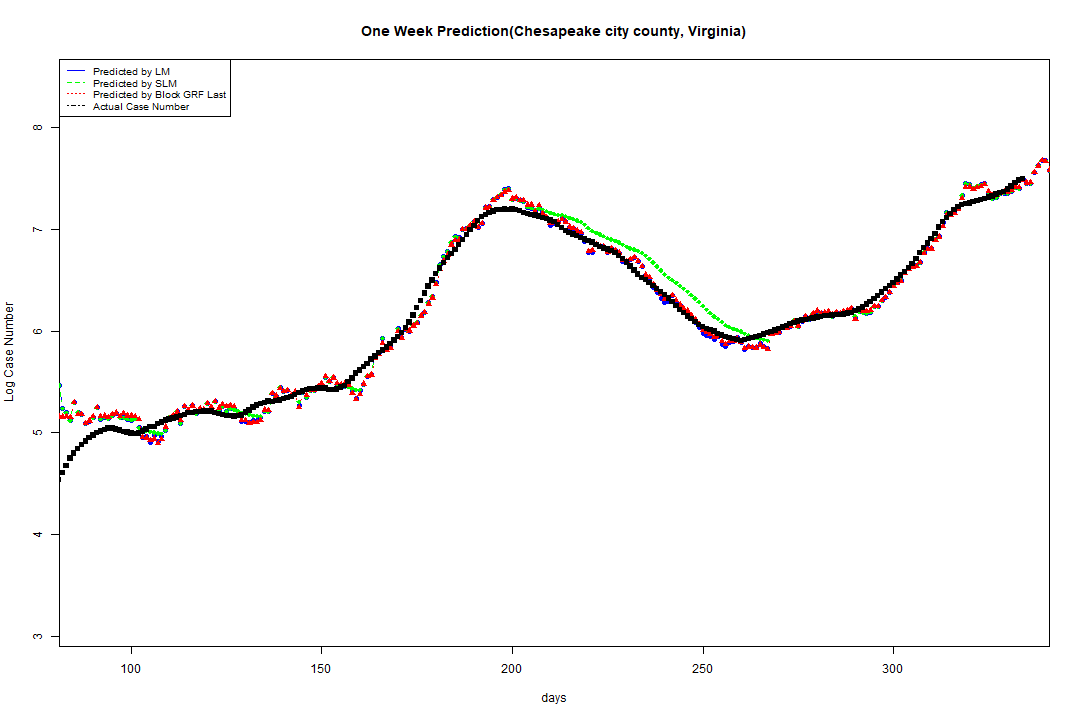 One Week Prediction(Chesapeake city county, Virginia)
Predicted by LM
Predicted by SLM
Predicted by Block GRF Last
Actual Case Number
8
7
6
5
4
3
Log Case Number
100 150 200 250 300
days